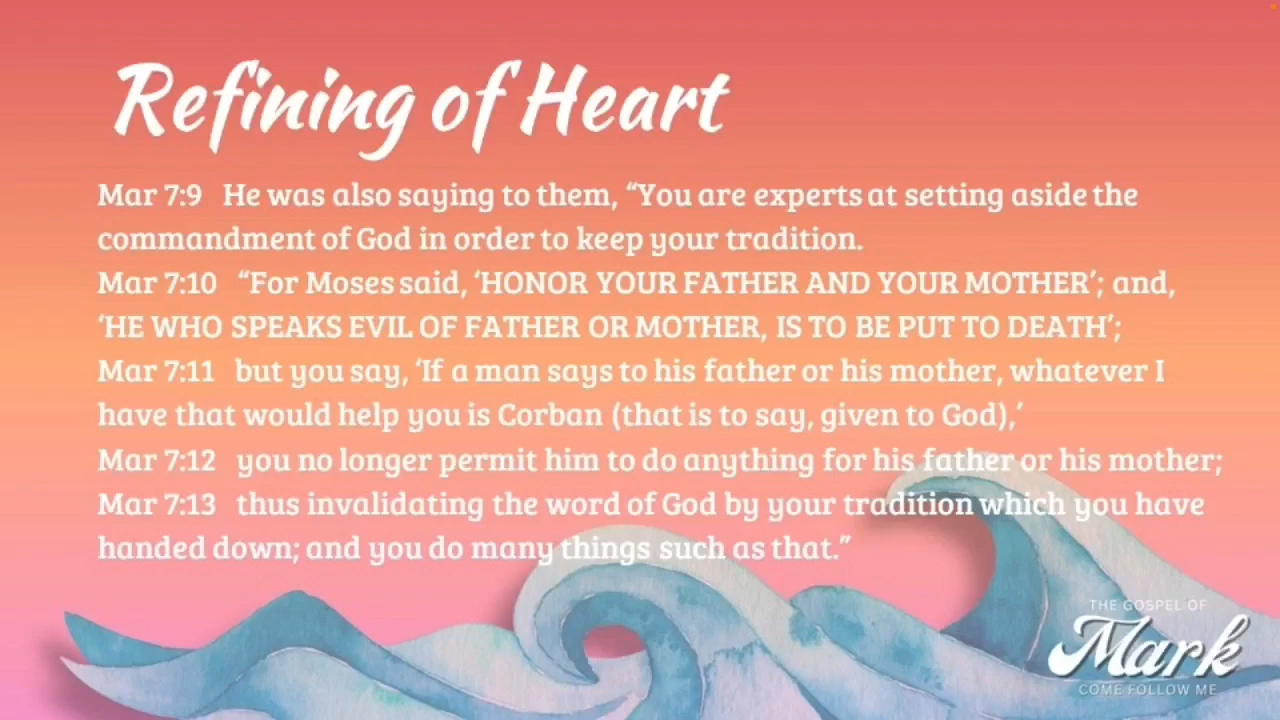 Refining of Heart
Mar 7:9 He was also saying to them, “You are experts at setting aside the
commandment of God in order to keep your tradition.
Mar 7:10 “For Moses said, ‘HONOR YOUR FATHER AND YOUR MOTHER’; and,
‘HE WHO SPEAKS EVIL OF FATHER OR MOTHER, IS TO BE PUT TO DEATH’;
Mar 7:11 but you say, ‘If a man says to his father or his mother, whatever I
have that would help you is Corban (that is to say, given to God),’
Mar 7:12 you no longer permit him to do anything for his father or his mother;
Mar 7:13 thus invalidating the word of God by your tradition which you have
handed down; and you do many things such as that.”
THE GOSPEL OF
Mark
COME FOLLOW ME